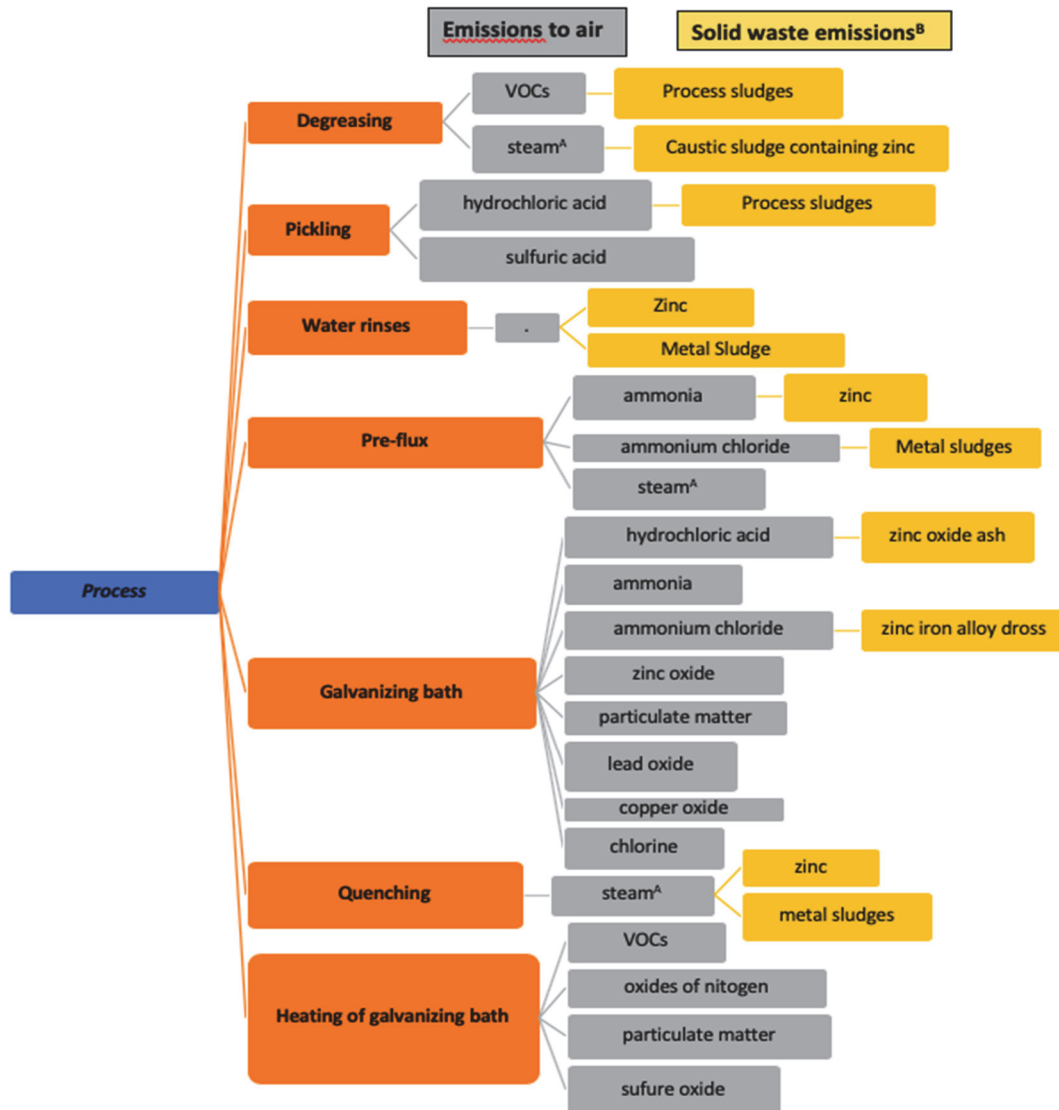 Emissions to air
Solid waste emissionsᴮ
Degreasing
VOCs
Process sludges
steamᴬ
Caustic sludge containing zinc
Pickling
hydrochloric acid
Process sludges
sulfuric acid
Water rinses
.
Zinc
Metal Sludge
Pre-flux
ammonia
zinc
ammonium chloride
Metal sludges
steamᴬ
Process
Galvanizing bath
hydrochloric acid
zinc oxide ash
ammonia
ammonium chloride
zinc iron alloy dross
zinc oxide
particulate matter
lead oxide
copper oxide
chlorine
Quenching
steamᴬ
zinc
metal sludges
Heating of galvanizing bath
VOCs
oxides of nitogen
particulate matter
sufure oxide